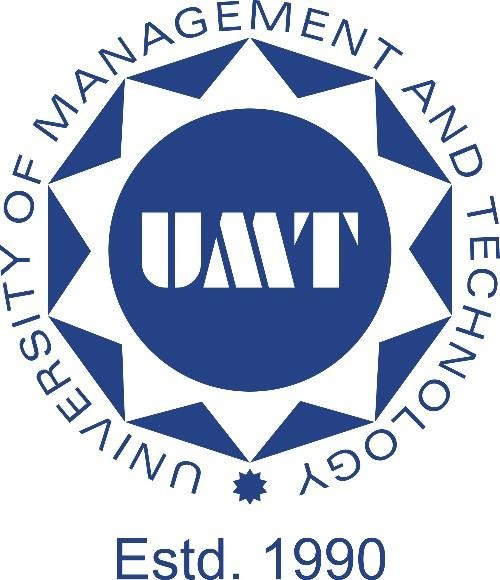 UNIVERSITY OF MANAGEMENT AND TECHNOLOGY
UMT
Estd. 1990